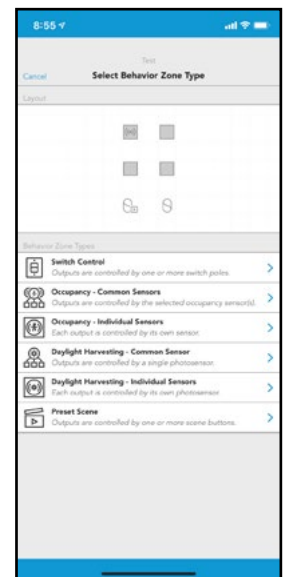 8:55
Test
Cancel
Select Behavior Zone Type
Layout
Behavior Zone Types
Switch Control
Outputs are controlled by one or more switch poles.
Occupancy - Common Sensors
Outputs are controlled by the selected occupancy sensor(s).
Occupancy - Individual Sensors
Each output is controlled by its own sensor.
Daylight Harvesting - Common Sensor
Outputs are controlled by a single photosensor.
Daylight Harvesting - Individual Sensors
Each output is controlled by its own photosensor
Preset Scene
Outputs are controlled by one or more scene buttons.